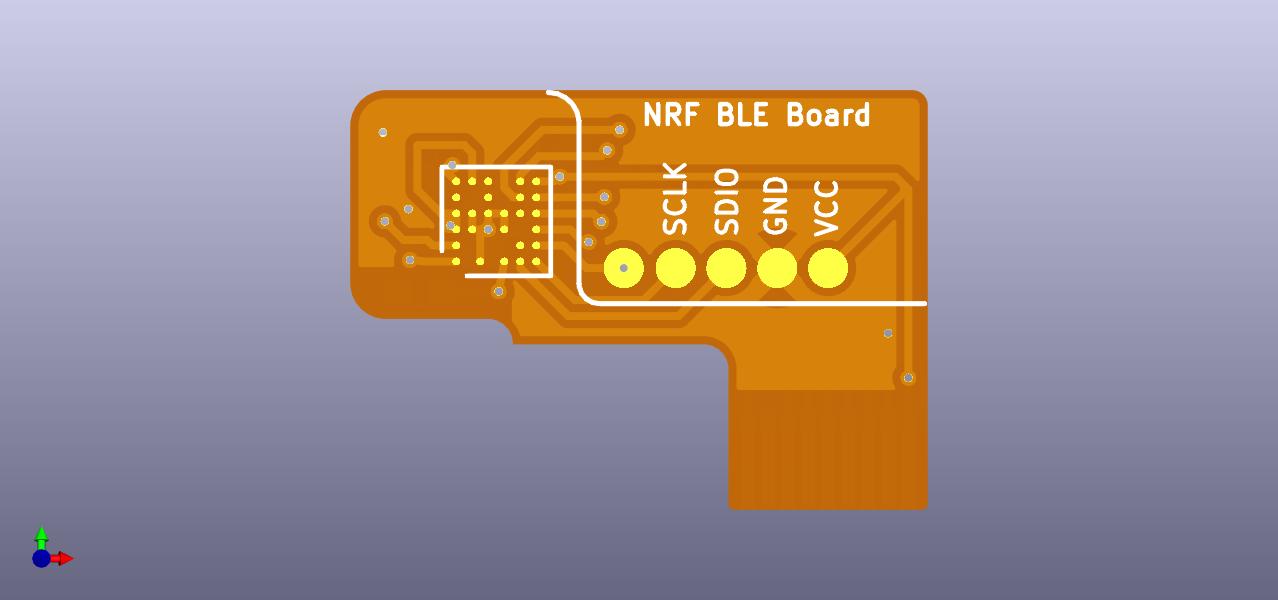 NRF BLE Board
SCLK
SDIO
GND
VCC